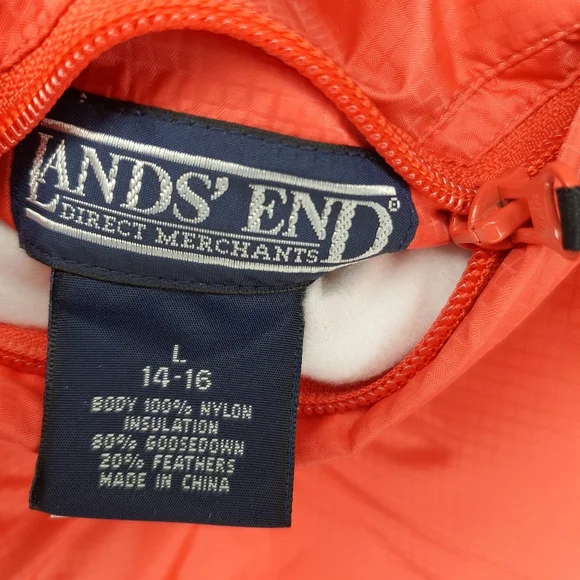 LANDS' END®
DIRECT MERCHANTS
L
14-16
BODY 100% NYLON
INSULATION
80% GOOSEDOWN
20% FEATHERS
MADE IN CHINA